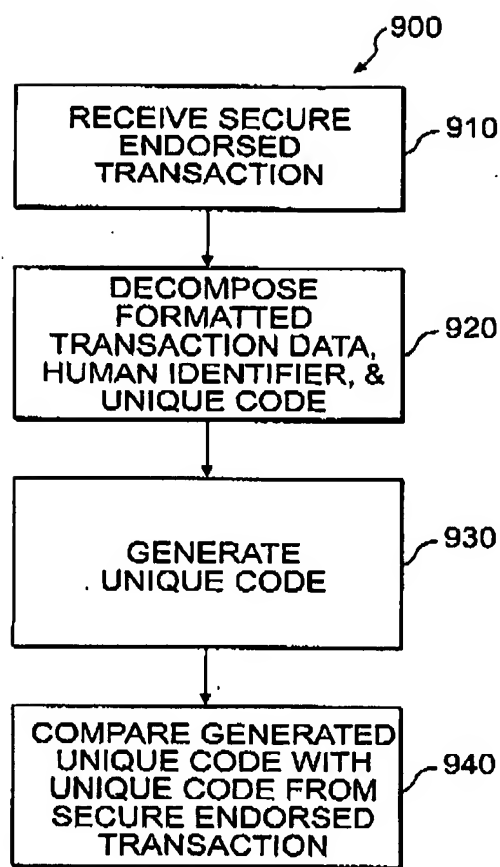 900
RECEIVE SECURE
ENDORSED
TRANSACTION
910
DECOMPOSE
FORMATTED
TRANSACTION DATA,
HUMAN IDENTIFIER, &
UNIQUE CODE
920
GENERATE
UNIQUE CODE
930
COMPARE GENERATED
UNIQUE CODE WITH
UNIQUE CODE FROM
SECURE ENDORSED
TRANSACTION
940